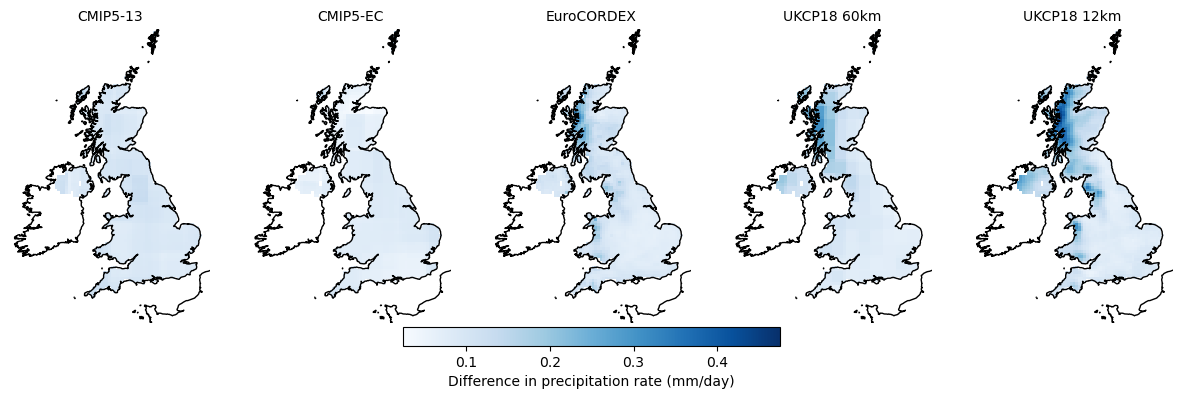 CMIP5-13 CMIP5-EC EuroCORDEX UKCP18 60km UKCP18 12km
0.1 0.2 0.3 0.4
Difference in precipitation rate (mm/day)